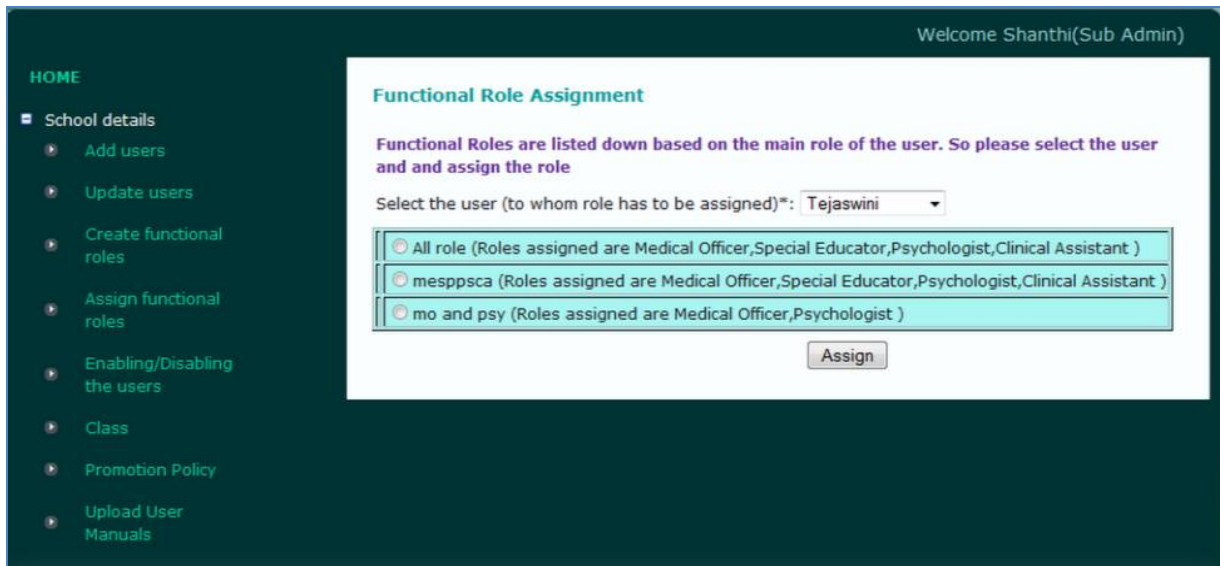 Welcome Shanthi(Sub Admin)
HOME
School details
Add users
Update users
Create functional
roles
Assign functional
roles
Enabling/Disabling
the users
Class
Promotion Policy
Upload User
Manuals
Functional Role Assignment
Functional Roles are listed down based on the main role of the user. So please select the user
and and assign the role
Select the user (to whom role has to be assigned)*: Tejaswini
All role (Roles assigned are Medical Officer,Special Educator,Psychologist,Clinical Assistant )
mesppsca (Roles assigned are Medical Officer,Special Educator,Psychologist,Clinical Assistant )
mo and psy (Roles assigned are Medical Officer,Psychologist )
Assign